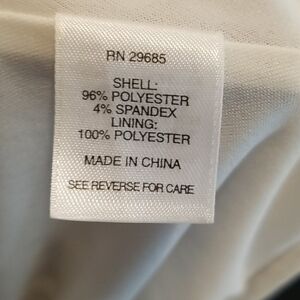 RN 29685
SHELL:
96% POLYESTER
4% SPANDEX
LINING:
100% POLYESTER
MADE IN CHINA
SEE REVERSE FOR CARE